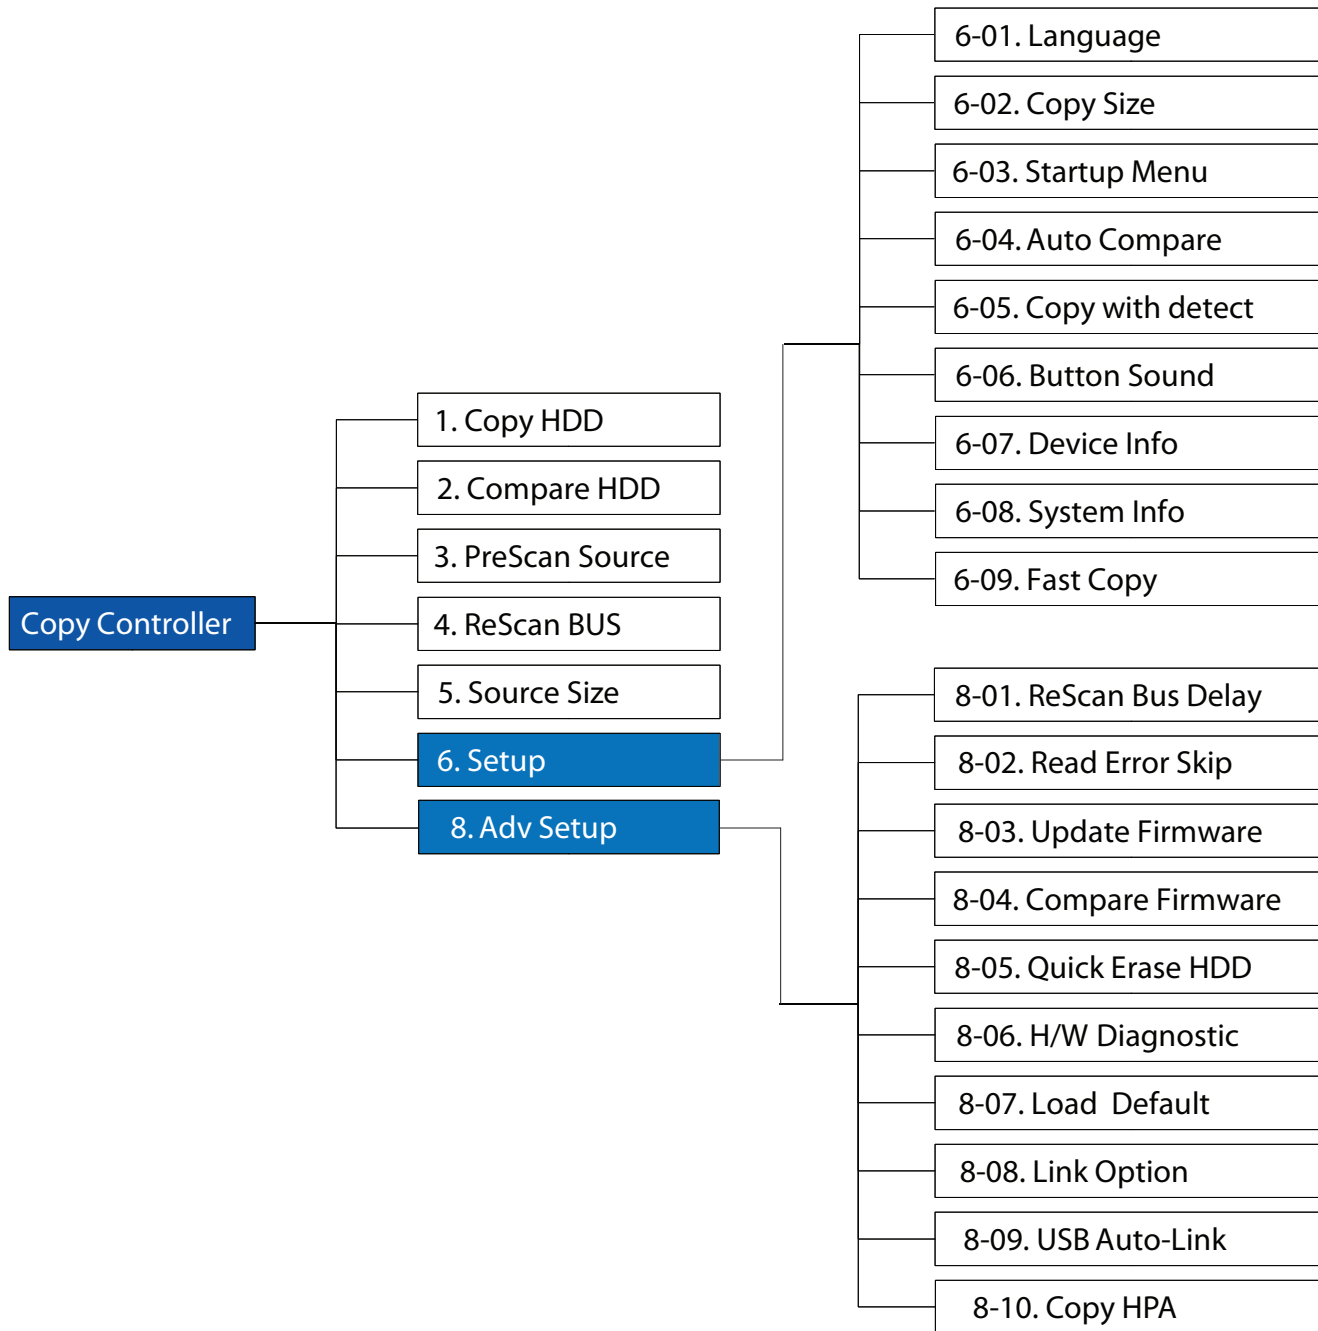 Copy Controller
1. Copy HDD
2. Compare HDD
3. PreScan Source
4. ReScan BUS
5. Source Size
6. Setup
8. Adv Setup
6-01. Language
6-02. Copy Size
6-03. Startup Menu
6-04. Auto Compare
6-05. Copy with detect
6-06. Button Sound
6-07. Device Info
6-08. System Info
6-09. Fast Copy
8-01. ReScan Bus Delay
8-02. Read Error Skip
8-03. Update Firmware
8-04. Compare Firmware
8-05. Quick Erase HDD
8-06. H/W Diagnostic
8-07. Load  Default
8-08. Link Option
8-09. USB Auto-Link
8-10. Copy HPA